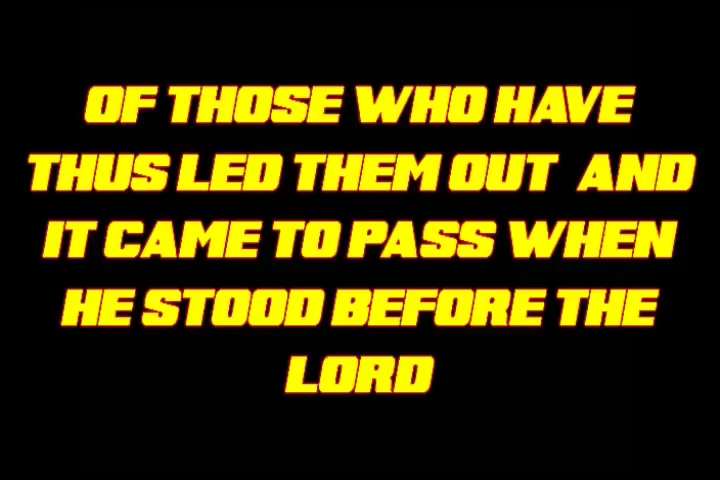 OF THOSE WHO HAVE
THUS LED THEM OUT AND
IT CAME TO PASS WHEN
HE STOOD BEFORE THE
LORD